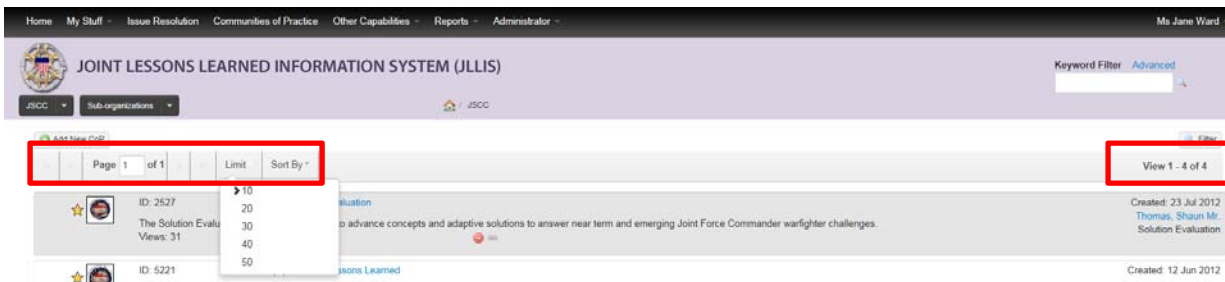 Home My Stuff Issue Resolution Communities of Practice Other Capabilities Reports Administrator Ms Jane Ward
JOINT LESSONS LEARNED INFORMATION SYSTEM (JLLIS)
Keyword Filter Advanced
JSCC Sub-organizations / JSCC
Add New CoP Filter
Page 1 of 1 Limit Sort By View 1 - 4 of 4
10
20
30
40
50
ID: 2527 aluation Created: 23 Jul 2012
The Solution Evalu o advance concepts and adaptive solutions to answer near term and emerging Joint Force Commander warfighter challenges. Thomas, Shaun Mr.
Views: 31 Solution Evaluation
ID: 5221 ssons Learned Created: 12 Jun 2012